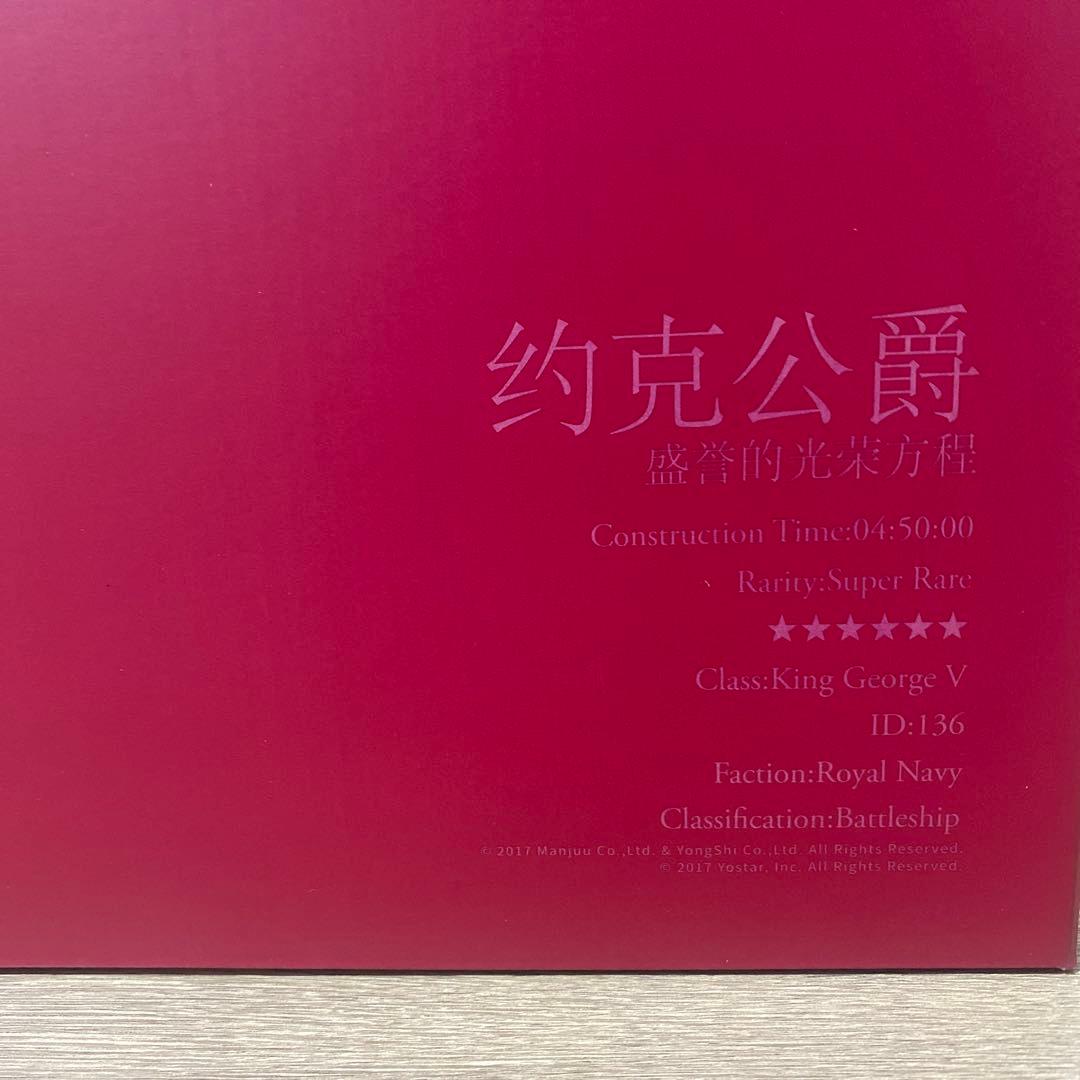 约克公爵
盛誉的光荣方程
Construction Time:04:50:00
Rarity:Super Rare
★★★★★★
Class:King George V
ID:136
Faction:Royal Navy
Classification:Battleship
© 2017 Manjuu Co.,Ltd. & YongShi Co.,Ltd. All Rights Reserved.
© 2017 Yostar, Inc. All Rights Reserved.